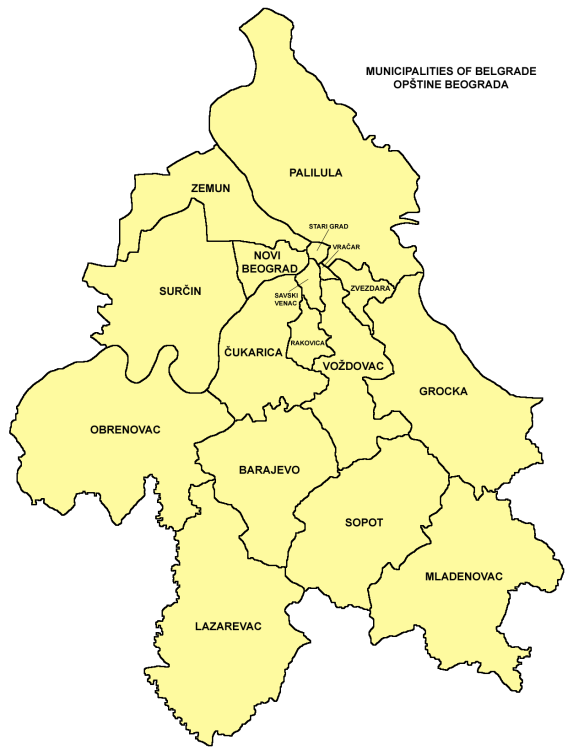 MUNICIPALITIES OF BELGRADE
OPŠTINE BEOGRADA
PALILULA
ZEMUN
STARI GRAD
VRAČAR
NOVI
BEOGRAD
ZVEZDARA
SURČIN
SAVSKI
VENAC
RAKOVICA
ČUKARICA
VOŽDOVAC
GROCKA
OBRENOVAC
BARAJEVO
SOPOT
MLADENOVAC
LAZAREVAC